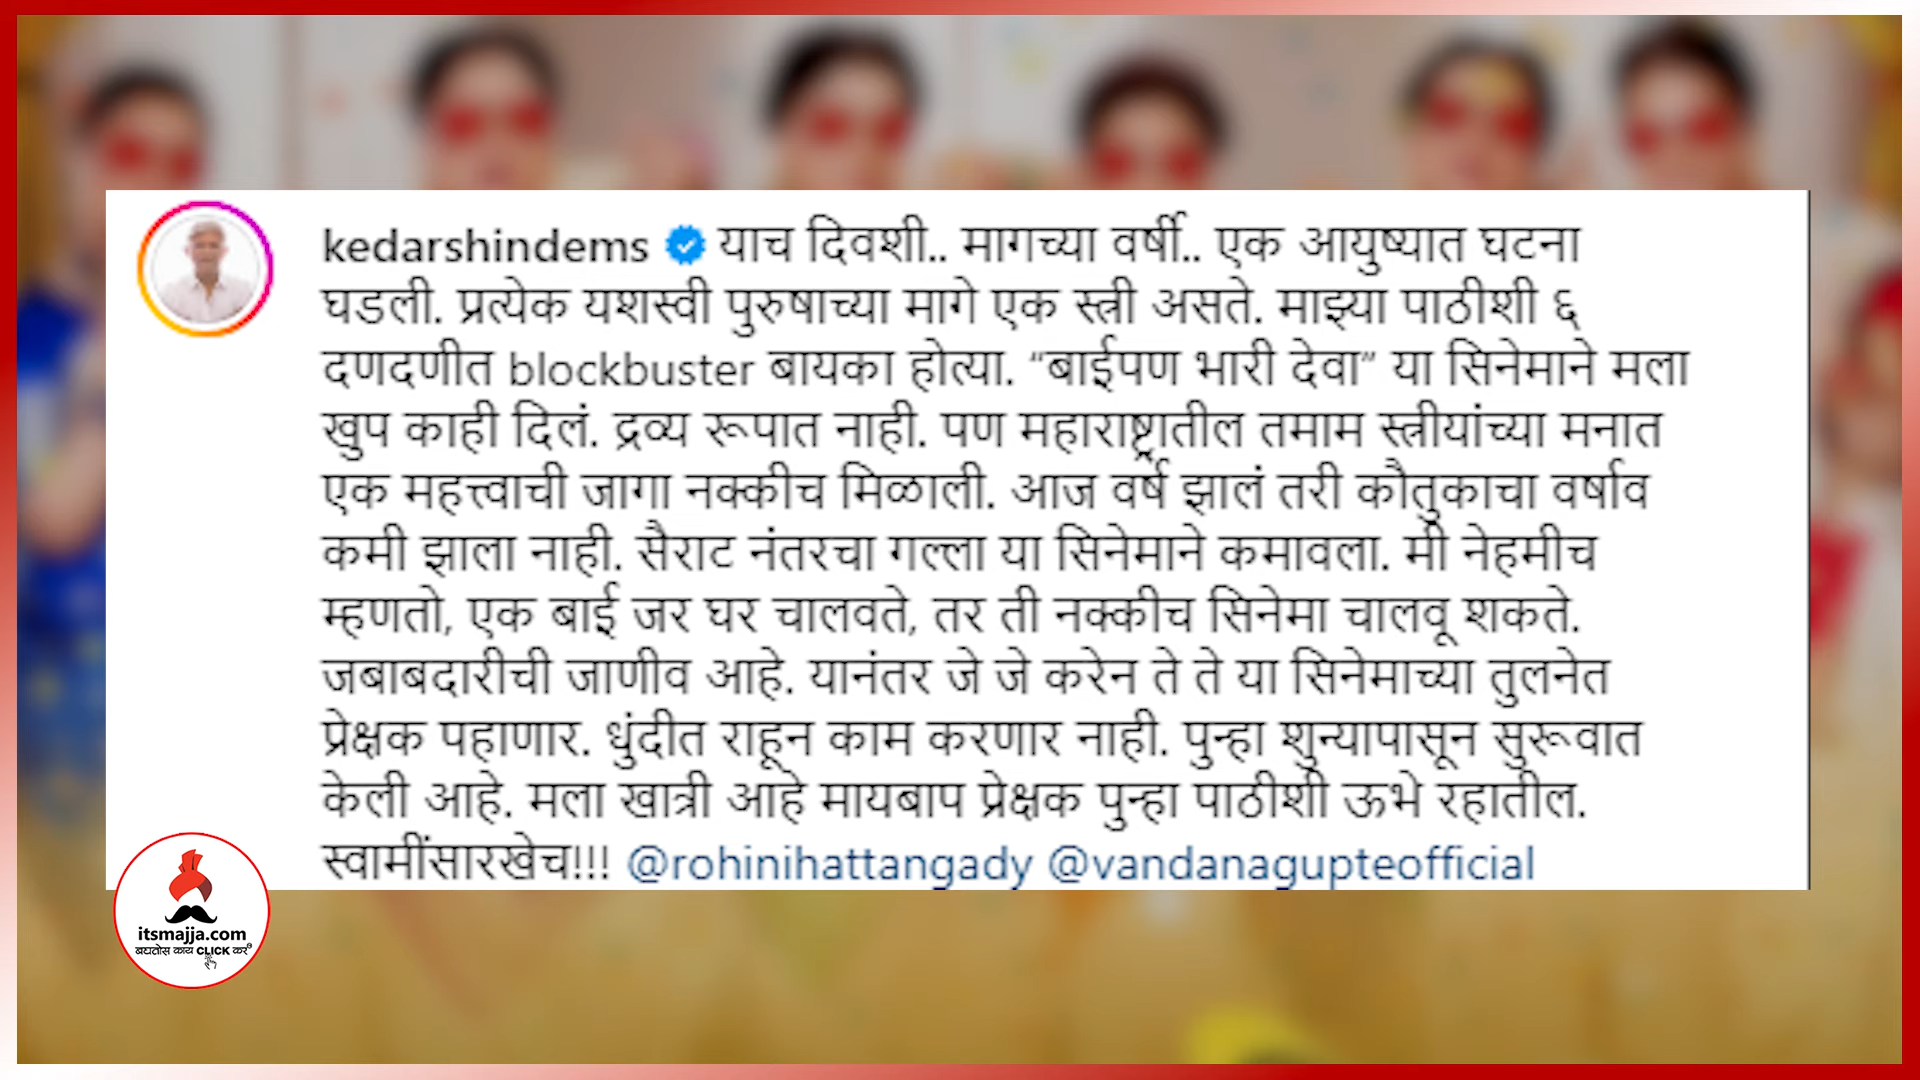 kedarshindems याच दिवशी.. मागच्या वर्षी.. एक आयुष्यात घटना
घडली. प्रत्येक यशस्वी पुरुषाच्या मागे एक स्त्री असते. माझ्या पाठीशी ६
दणदणीत blockbuster बायका होत्या. “बाईपण भारी देवा” या सिनेमाने मला
खुप काही दिलं. द्रव्य रूपात नाही. पण महाराष्ट्रातील तमाम स्त्रीयांच्या मनात
एक महत्त्वाची जागा नक्कीच मिळाली. आज वर्ष झालं तरी कौतुकाचा वर्षाव
कमी झाला नाही. सैराट नंतरचा गल्ला या सिनेमाने कमावला. मी नेहमीच
म्हणतो, एक बाई जर घर चालवते, तर ती नक्कीच सिनेमा चालवू शकते.
जबाबदारीची जाणीव आहे. यानंतर जे जे करेन ते ते या सिनेमाच्या तुलनेत
प्रेक्षक पहाणार. धुंदीत राहून काम करणार नाही. पुन्हा शुन्यापासून सुरूवात
केली आहे. मला खात्री आहे मायबाप प्रेक्षक पुन्हा पाठीशी ऊभे रहातील.
स्वामींसारखेच!!! @rohinihattangady @vandanagupteofficial
itsmajja.com
बघतोस काय CLICK कर